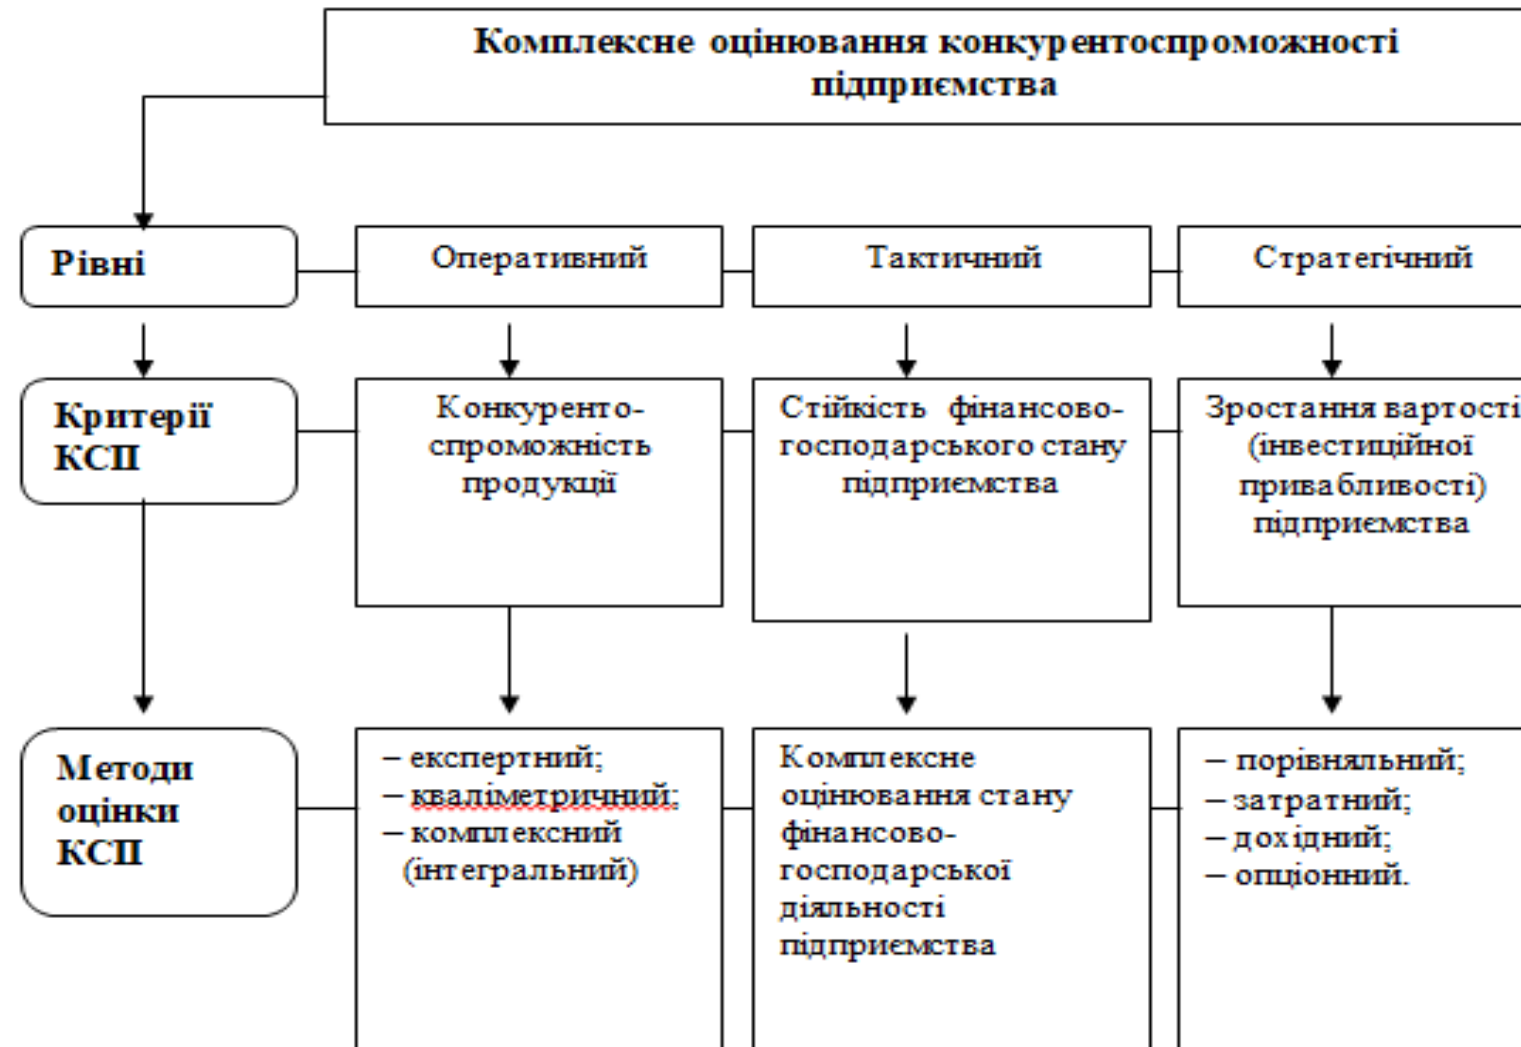 Комплексне оцінювання конкурентоспроможності
підприємства
Рівні
Оперативний
Тактичний
Стратегічний
Критерії
КСП
Конкуренто-
спроможність
продукції
Стійкість фінансово-
господарського стану
підприємства
Зростання вартості
(інвестиційної
привабливості)
підприємства
Методи
оцінки
КСП
– експертний;
– кваліметричний;
– комплексний
(інтегральний)
Комплексне
оцінювання стану
фінансово-
господарської
діяльності
підприємства
– порівняльний;
– затратний;
– дохідний;
– опціонний.